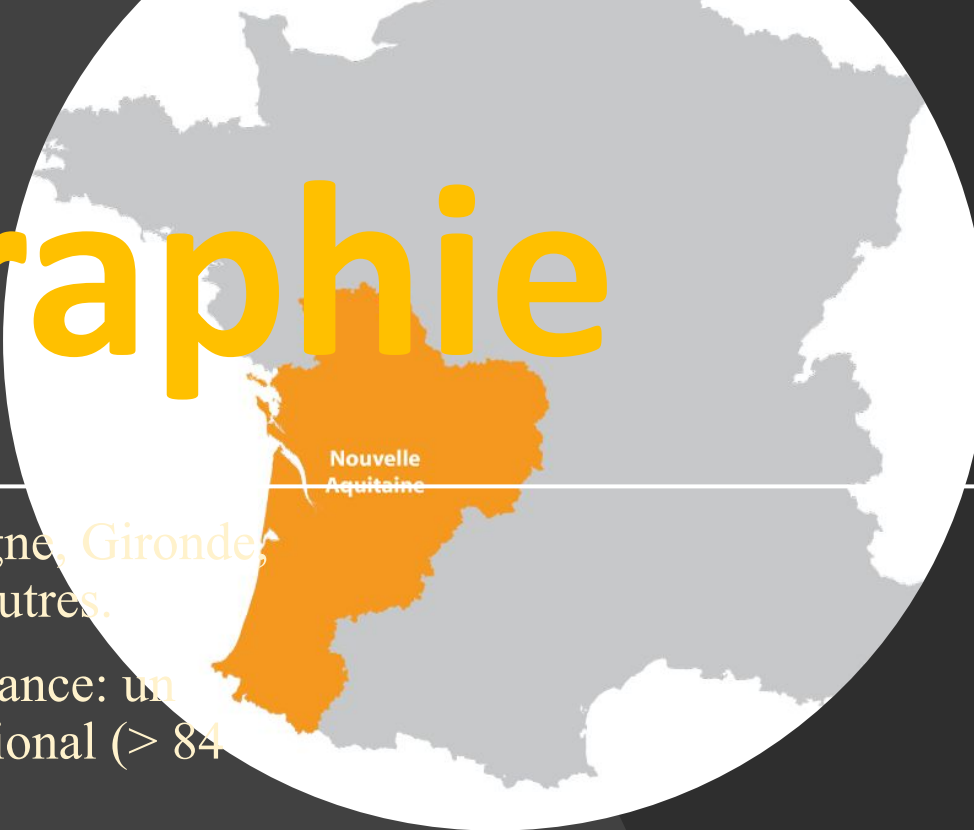 raphie
Nouvelle
Aquitaine
gne, Gironde,
utres.
ance: un
ional (> 84